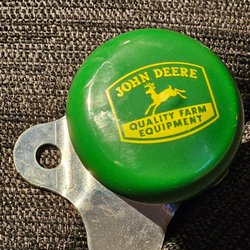 JOHN DEERE
QUALITY FARM
EQUIPMENT